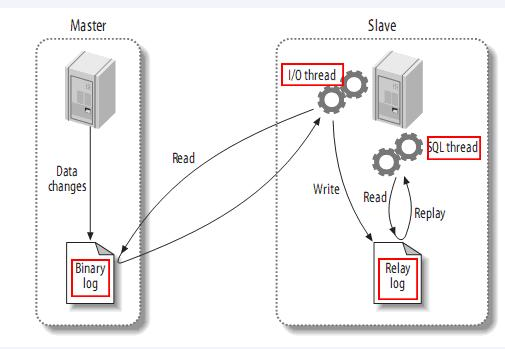 Master
Slave
I/O thread
SQL thread
Read
Data
changes
Write
Read
Replay
Binary
log
Relay
log